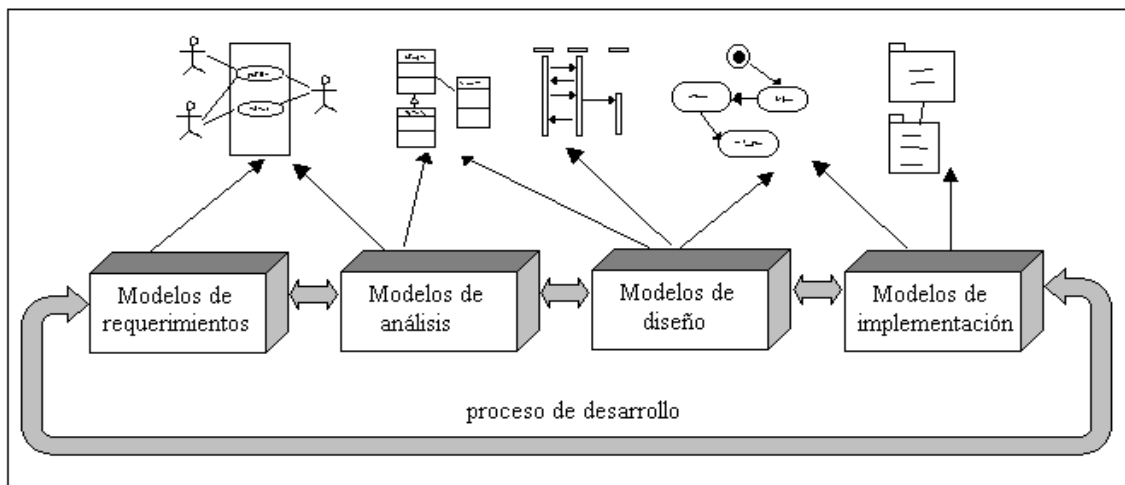 Modelos de
requerimientos
Modelos de
análisis
Modelos de
diseño
Modelos de
implementación
proceso de desarrollo